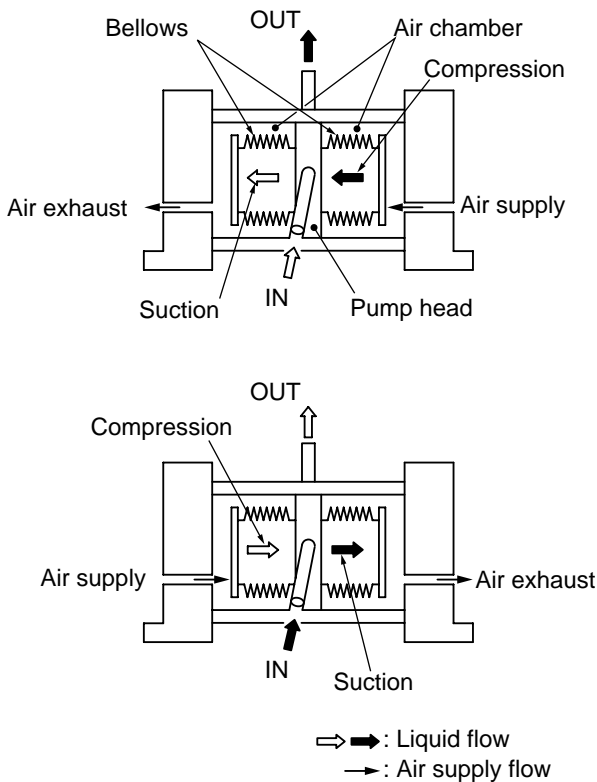 OUT
Bellows
Air chamber
Compression
Air exhaust
Air supply
Suction
IN
Pump head
OUT
Compression
Air supply
Air exhaust
IN
Suction
: Liquid flow
: Air supply flow